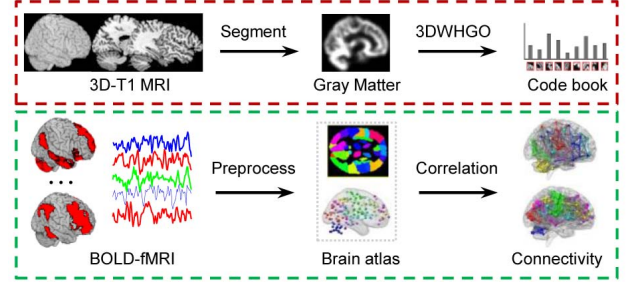 Segment
3DWHGO
3D-T1 MRI
Gray Matter
Code book
Preprocess
Correlation
BOLD-fMRI
Brain atlas
Connectivity